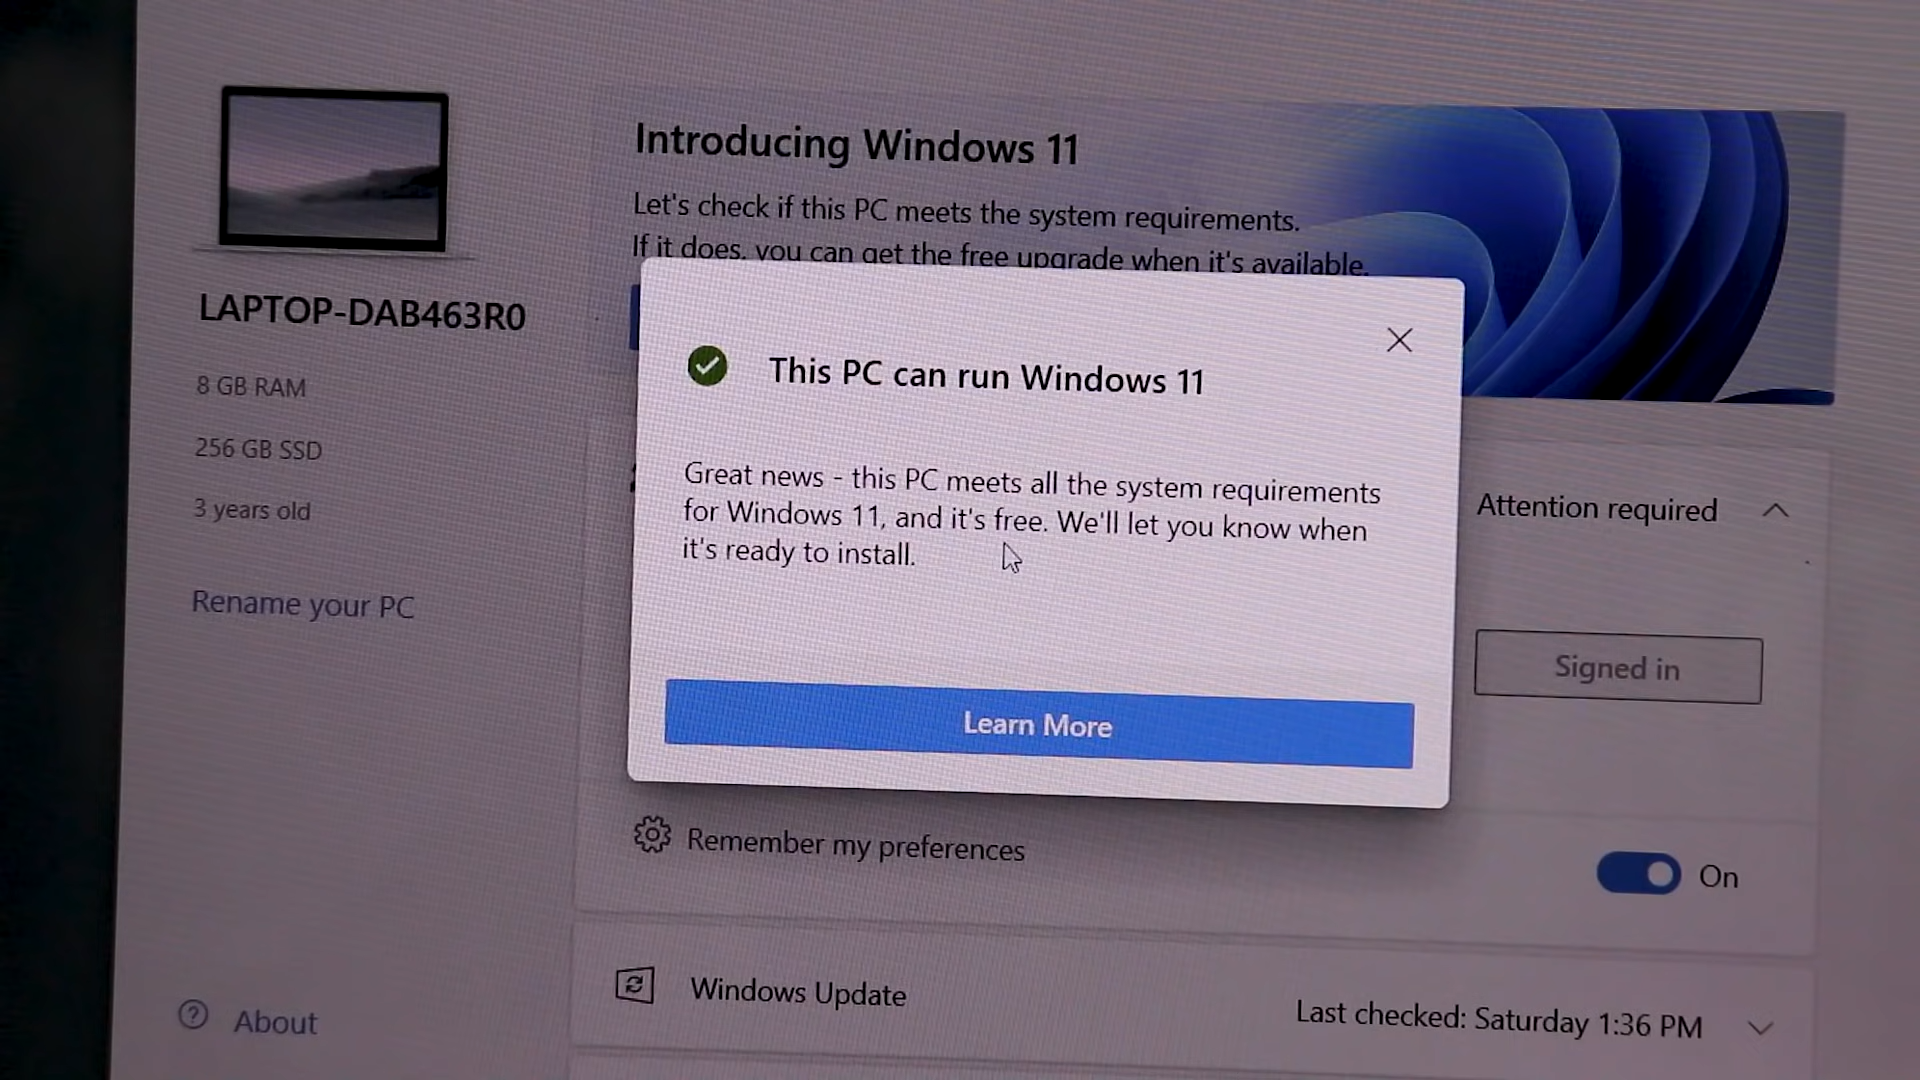 Introducing Windows 11
Let's check if this PC meets the system requirements.
If it does, you can get the free upgrade when it's available.
LAPTOP-DAB463R0
8 GB RAM
256 GB SSD
3 years old
Rename your PC
About
This PC can run Windows 11
Great news - this PC meets all the system requirements
for Windows 11, and it's free. We'll let you know when
it's ready to install.
Learn More
Attention required
Signed in
Remember my preferences
On
Windows Update
Last checked: Saturday 1:36 PM